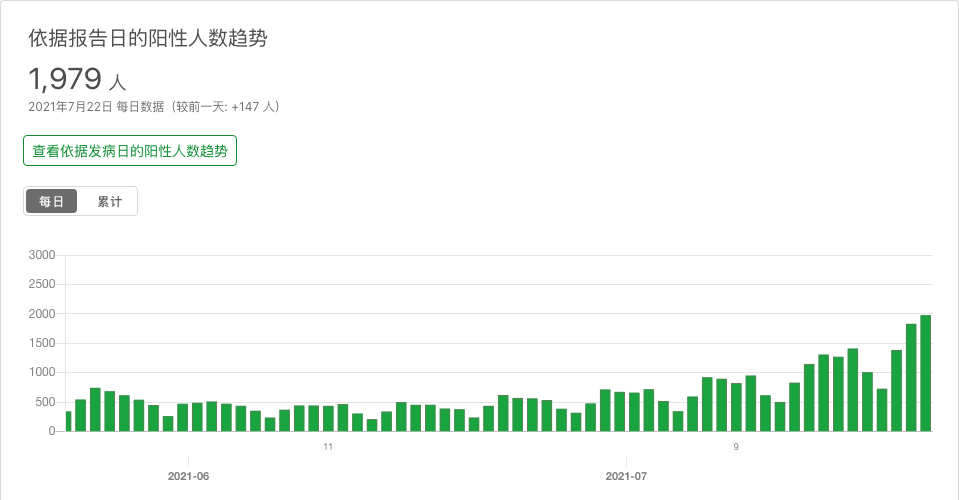 依据报告日的阳性人数趋势
1,979 人
2021年7月22日 每日数据（较前一天: +147 人）
查看依据发病日的阳性人数趋势
每日 累计
3000
2500
2000
1500
1000
500
0
11 9
2021-06 2021-07